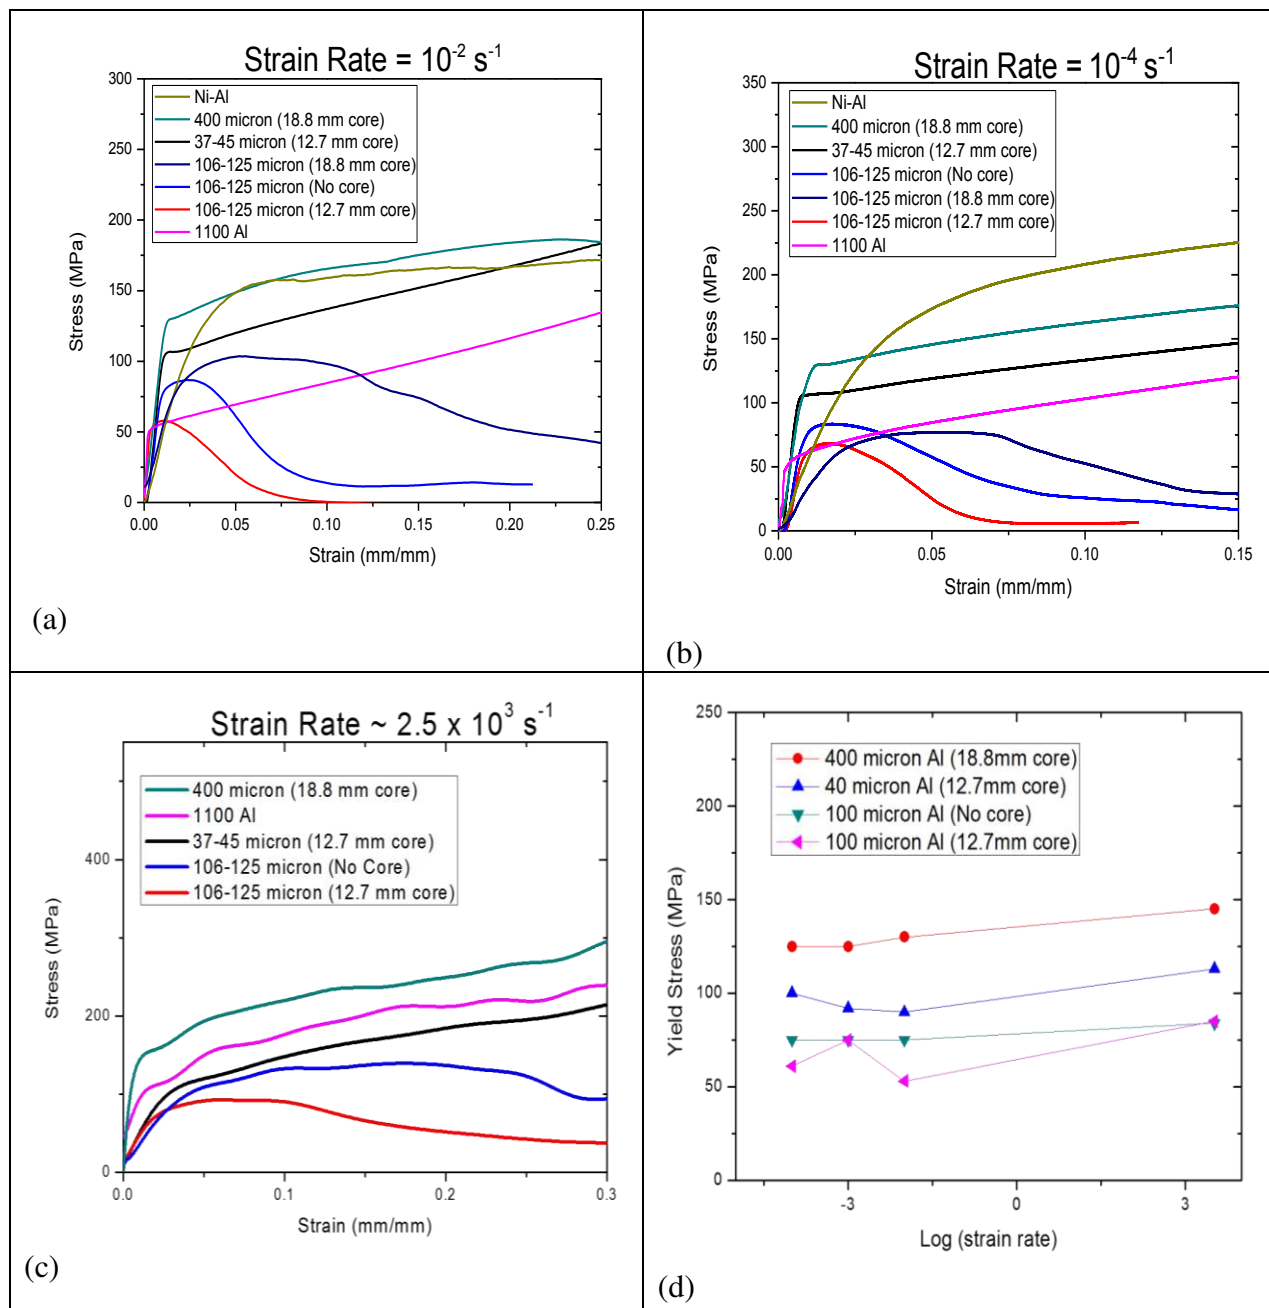 Strain Rate = 10⁻² s⁻¹
300
250
200
150
100
50
0
Stress (MPa)
Ni-Al
400 micron (18.8 mm core)
37-45 micron (12.7 mm core)
106-125 micron (18.8 mm core)
106-125 micron (No core)
106-125 micron (12.7 mm core)
1100 Al
0.00 0.05 0.10 0.15 0.20 0.25
Strain (mm/mm)
(a)
Strain Rate = 10⁻⁴ s⁻¹
350
300
250
200
150
100
50
0
Stress (MPa)
Ni-Al
400 micron (18.8 mm core)
37-45 micron (12.7 mm core)
106-125 micron (No core)
106-125 micron (18.8 mm core)
106-125 micron (12.7 mm core)
1100 Al
0.00 0.05 0.10 0.15
Strain (mm/mm)
(b)
Strain Rate ~ 2.5 x 10³ s⁻¹
400
200
0
Stress (MPa)
400 micron (18.8 mm core)
1100 Al
37-45 micron (12.7 mm core)
106-125 micron (No Core)
106-125 micron (12.7 mm core)
0.0 0.1 0.2 0.3
Strain (mm/mm)
(c)
250
200
150
100
50
0
Yield Stress (MPa)
400 micron Al (18.8mm core)
40 micron Al (12.7mm core)
100 micron Al (No core)
100 micron Al (12.7mm core)
-3 0 3
Log (strain rate)
(d)